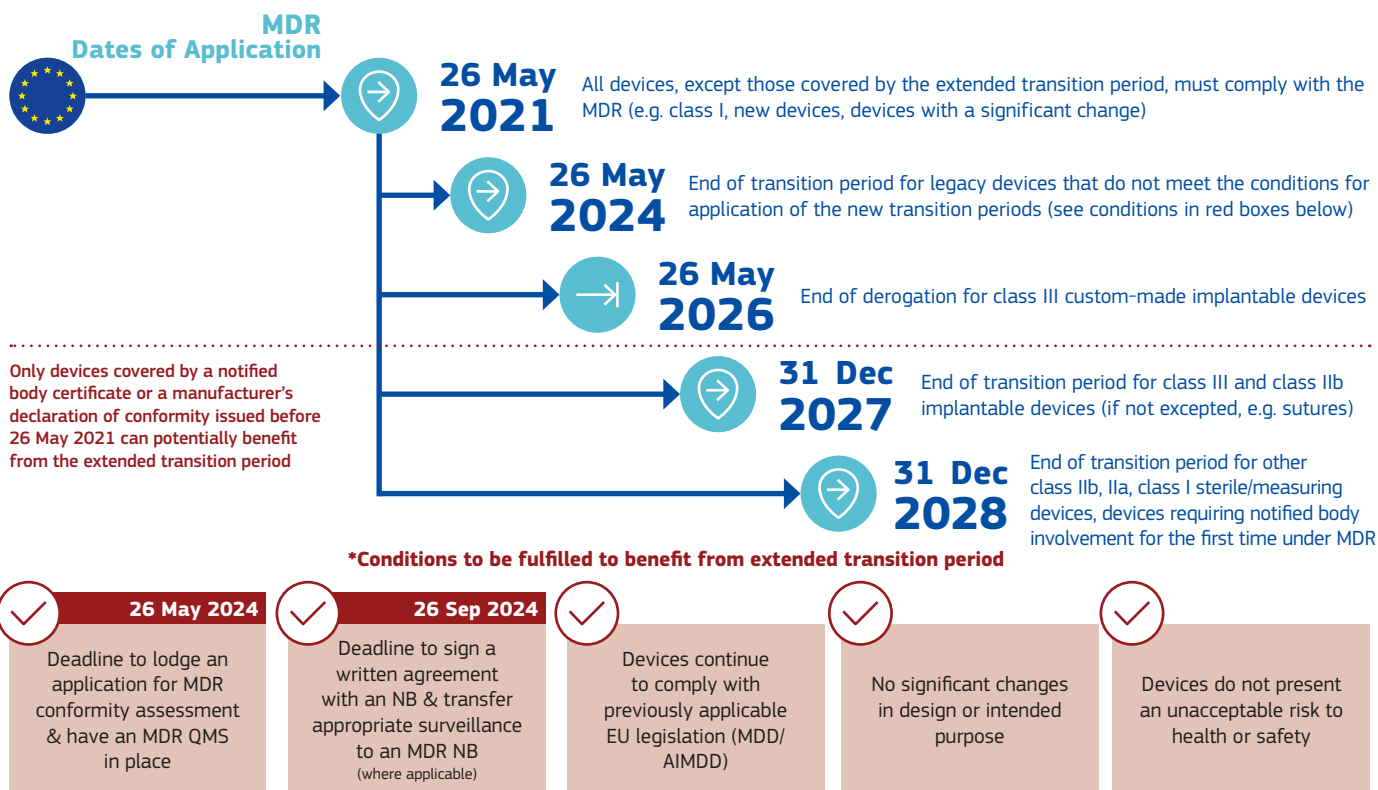 MDR
Dates of Application
26 May
2021
All devices, except those covered by the extended transition period, must comply with the
MDR (e.g. class I, new devices, devices with a significant change)
26 May
2024
End of transition period for legacy devices that do not meet the conditions for
application of the new transition periods (see conditions in red boxes below)
26 May
2026
End of derogation for class III custom-made implantable devices
Only devices covered by a notified
body certificate or a manufacturer's
declaration of conformity issued before
26 May 2021 can potentially benefit
from the extended transition period
31 Dec
2027
End of transition period for class III and class IIb
implantable devices (if not excepted, e.g. sutures)
31 Dec
2028
End of transition period for other
class IIb, IIa, class I sterile/measuring
devices, devices requiring notified body
involvement for the first time under MDR
*Conditions to be fulfilled to benefit from extended transition period
26 May 2024
Deadline to lodge an
application for MDR
conformity assessment
& have an MDR QMS
in place
26 Sep 2024
Deadline to sign a
written agreement
with an NB & transfer
appropriate surveillance
to an MDR NB
(where applicable)
Devices continue
to comply with
previously applicable
EU legislation (MDD/
AIMDD)
No significant changes
in design or intended
purpose
Devices do not present
an unacceptable risk to
health or safety